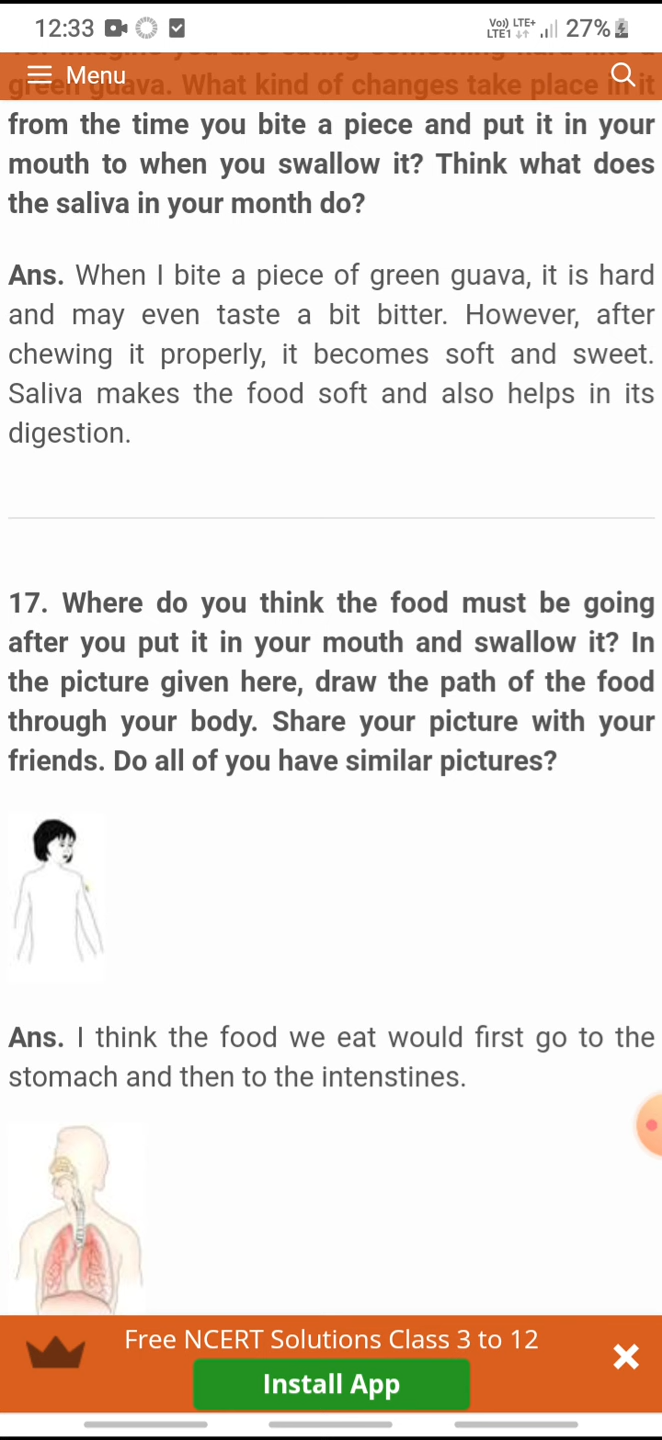 12:33
Vo)) LTE+
LTE1
27%
Menu
green guava. What kind of changes take place in it
from the time you bite a piece and put it in your
mouth to when you swallow it? Think what does
the saliva in your month do?
Ans. When I bite a piece of green guava, it is hard
and may even taste a bit bitter. However, after
chewing it properly, it becomes soft and sweet.
Saliva makes the food soft and also helps in its
digestion.
17. Where do you think the food must be going
after you put it in your mouth and swallow it? In
the picture given here, draw the path of the food
through your body. Share your picture with your
friends. Do all of you have similar pictures?
Ans. I think the food we eat would first go to the
stomach and then to the intenstines.
Free NCERT Solutions Class 3 to 12
Install App